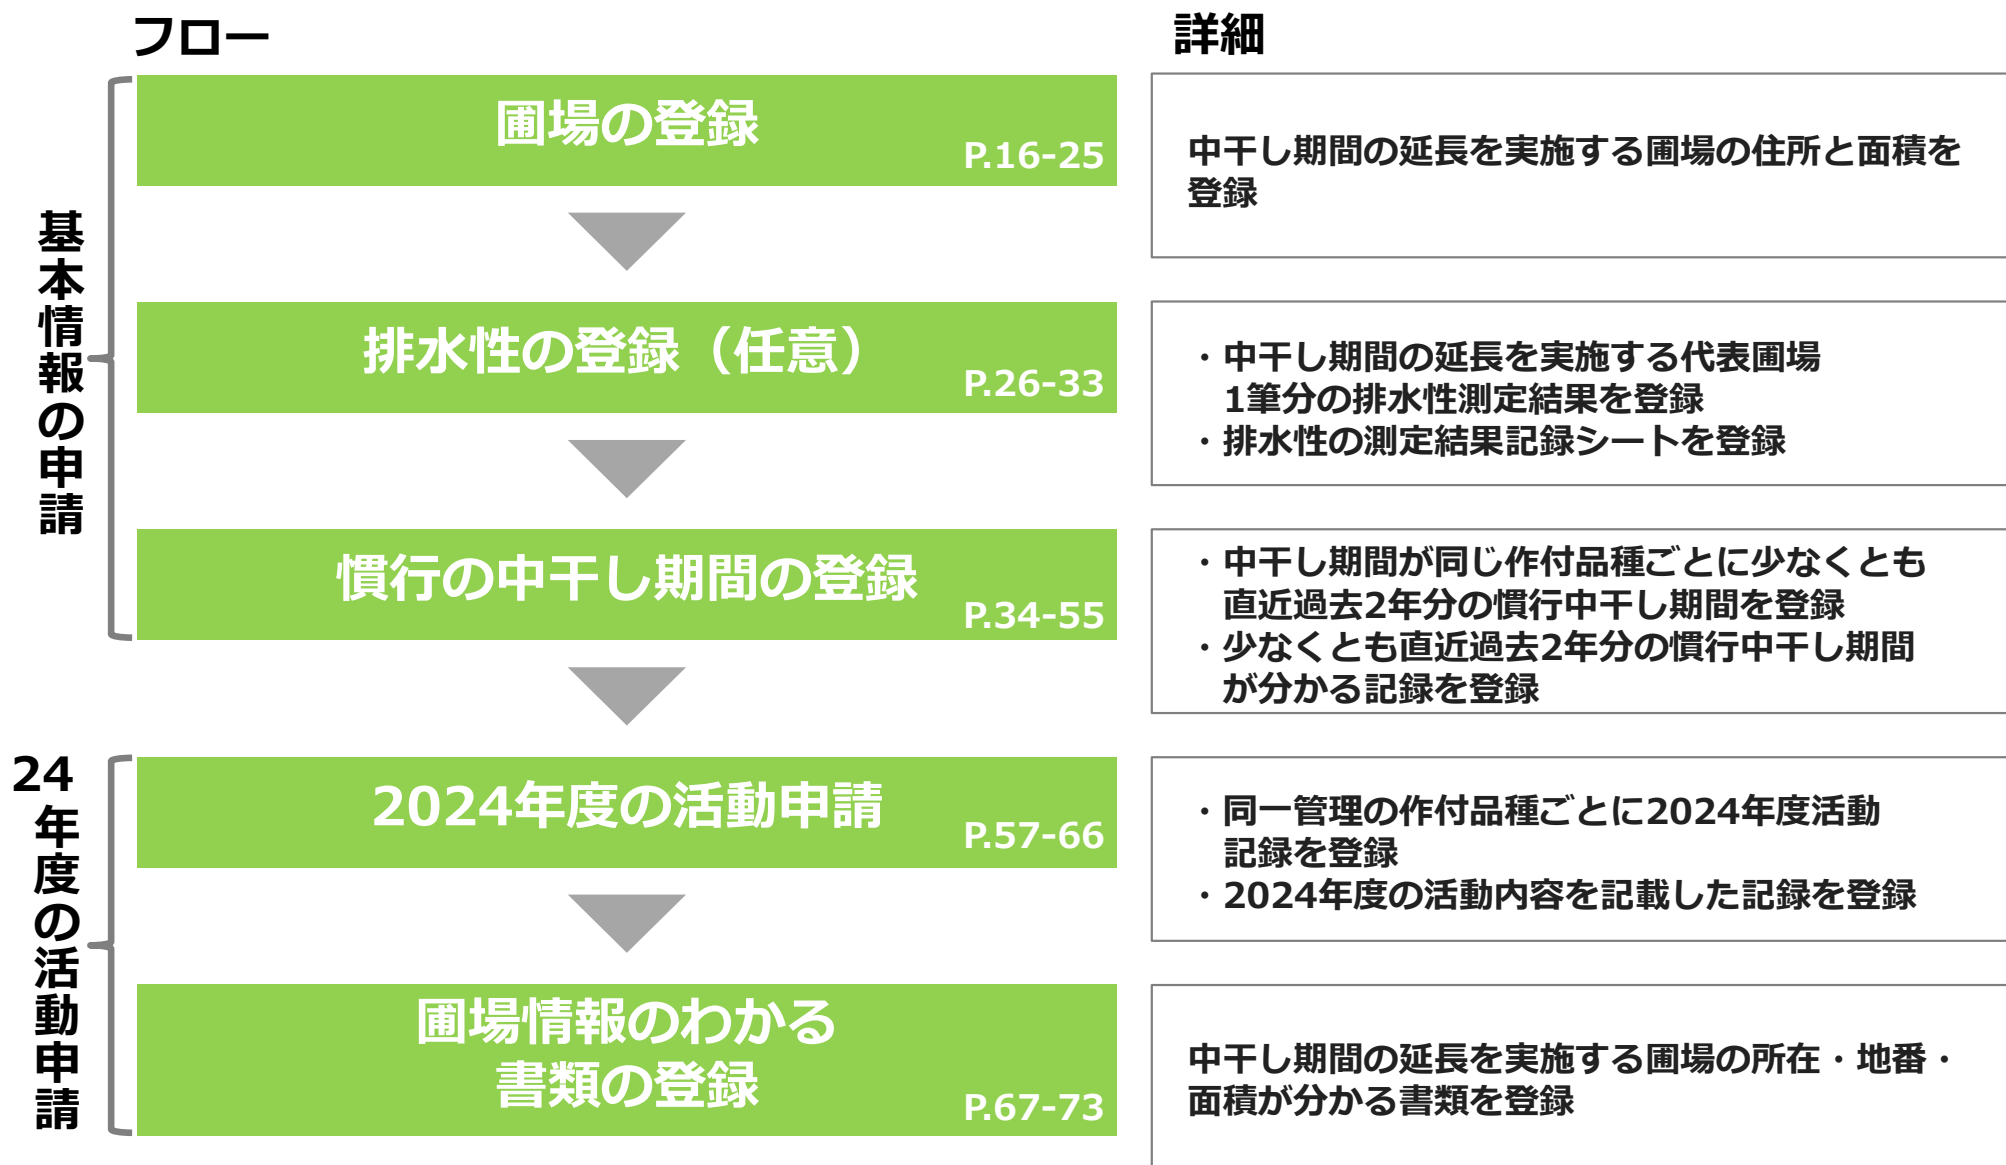 フロー
詳細
基本情報の申請
圃場の登録
P.16-25
中干し期間の延長を実施する圃場の住所と面積を
登録
排水性の登録（任意）
P.26-33
・中干し期間の延長を実施する代表圃場
1筆分の排水性測定結果を登録
・排水性の測定結果記録シートを登録
慣行の中干し期間の登録
P.34-55
・中干し期間が同じ作付品種ごとに少なくとも
直近過去2年分の慣行中干し期間を登録
・少なくとも直近過去2年分の慣行中干し期間
が分かる記録を登録
24年度の活動申請
2024年度の活動申請
P.57-66
・同一管理の作付品種ごとに2024年度活動
記録を登録
・2024年度の活動内容を記載した記録を登録
圃場情報のわかる
書類の登録
P.67-73
中干し期間の延長を実施する圃場の所在・地番・
面積が分かる書類を登録